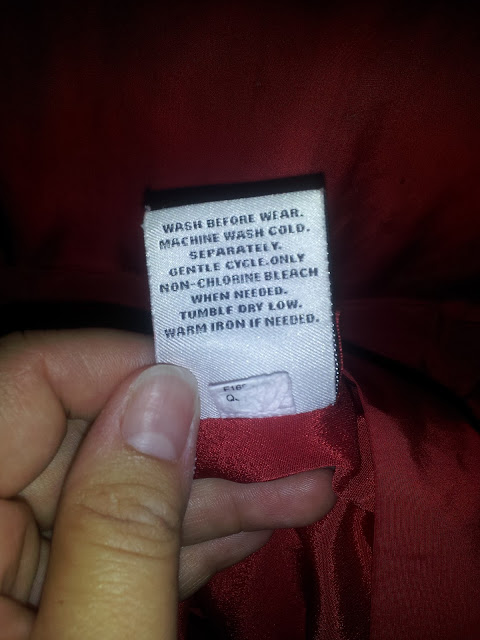 WASH BEFORE WEAR.
MACHINE WASH COLD.
SEPARATELY.
GENTLE CYCLE.ONLY
NON-CHLORINE BLEACH
WHEN NEEDED.
TUMBLE DRY LOW.
WARM IRON IF NEEDED.